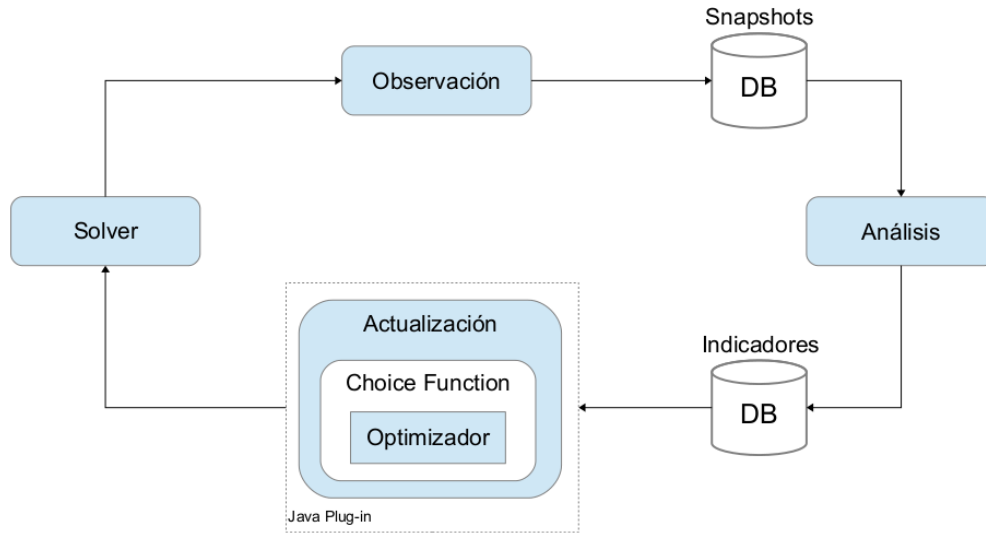 Snapshots
Observación
DB
Solver
Análisis
Actualización
Indicadores
Choice Function
DB
Optimizador
Java Plug-in